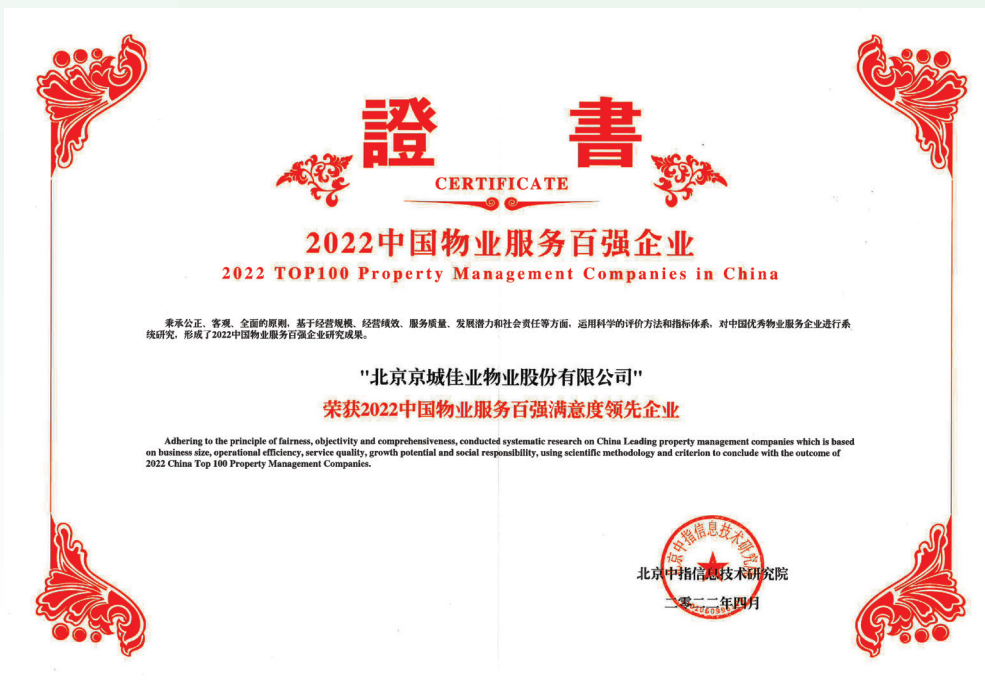 證 書
CERTIFICATE
2022中国物业服务百强企业
2022 TOP100 Property Management Companies in China
秉承公正、客观、全面的原则，基于经营规模、经营绩效、服务质量、发展潜力和社会责任等方面，运用科学的评价方法和指标体系，对中国优秀物业服务企业进行系
统研究，形成了2022中国物业服务百强企业研究成果。
"北京京城佳业物业股份有限公司"
荣获2022中国物业服务百强满意度领先企业
Adhering to the principle of fairness, objectivity and comprehensiveness, conducted systematic research on China Leading property management companies which is based
on business size, operational efficiency, service quality, growth potential and social responsibility, using scientific methodology and criterion to conclude with the outcome of
2022 China Top 100 Property Management Companies.
北京中指信息技术研究院
北京中指信息技术研究院
二零二二年四月